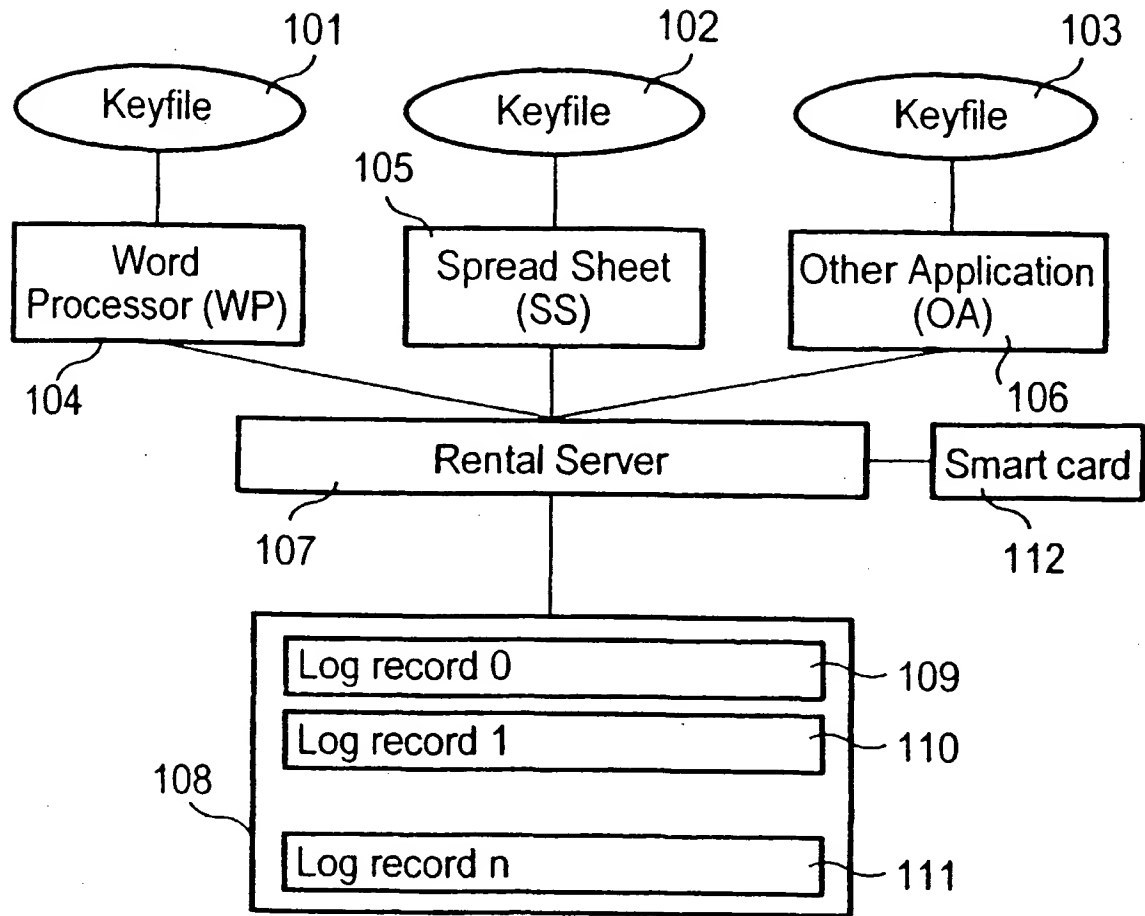 101
102
103
Keyfile
Keyfile
Keyfile
105
Word
Processor (WP)
Spread Sheet
(SS)
Other Application
(OA)
104
106
Rental Server
Smart card
107
112
Log record 0
109
Log record 1
110
108
Log record n
111